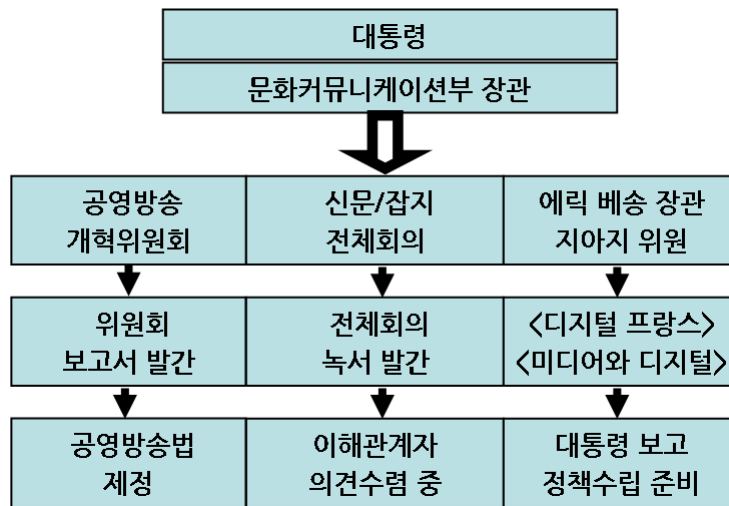 대통령
문화커뮤니케이션부 장관
공영방송
개혁위원회
신문/잡지
전체회의
에릭 베송 장관
지아지 위원
위원회
보고서 발간
전체회의
녹서 발간
<디지털 프랑스>
<미디어와 디지털>
공영방송법
제정
이해관계자
의견수렴 중
대통령 보고
정책수립 준비